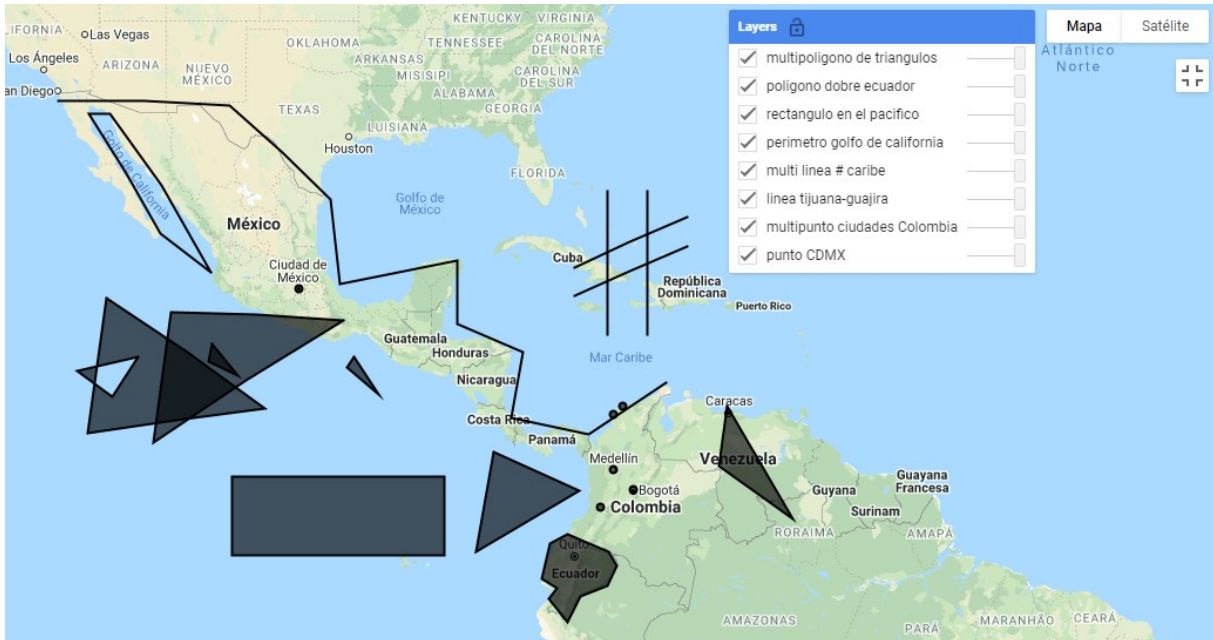 KENTUCKY
VIRGINIA
Las Vegas
OKLAHOMA
TENNESSEE
CAROLINA
DEL NORTE
Los Ángeles
ARIZONA
NUEVO
MÉXICO
ARKANSAS
MISISIPI
CAROLINA
DEL SUR
an Diego
ALABAMA
GEORGIA
TEXAS
LUISIANA
Houston
FLORIDA
Golfo de California
Golfo de
México
México
Ciudad de
México
Cuba
República
Dominicana
Puerto Rico
Guatemala
Honduras
Mar Caribe
Nicaragua
Costa Rica
Panamá
Caracas
Medellín
Venezuela
Bogotá
Colombia
Guyana
Guayana
Francesa
Surinam
RORAIMA
AMAPÁ
Quito
Ecuador
AMAZONAS
PARÁ
MARANHÃO
CEARÁ
Layers
multipoligono de triangulos
poligono dobre ecuador
rectangulo en el pacifico
perimetro golfo de california
multi linea # caribe
linea tijuana-guajira
multipunto ciudades Colombia
punto CDMX
Mapa
Satélite
Atlántico
Norte